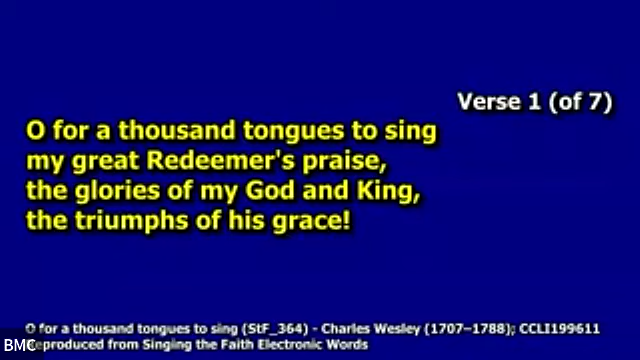 Verse 1 (of 7)
O for a thousand tongues to sing
my great Redeemer's praise,
the glories of my God and King,
the triumphs of his grace!
O for a thousand tongues to sing (StF_364) - Charles Wesley (1707–1788); CCLI199611
BMC
Reproduced from Singing the Faith Electronic Words